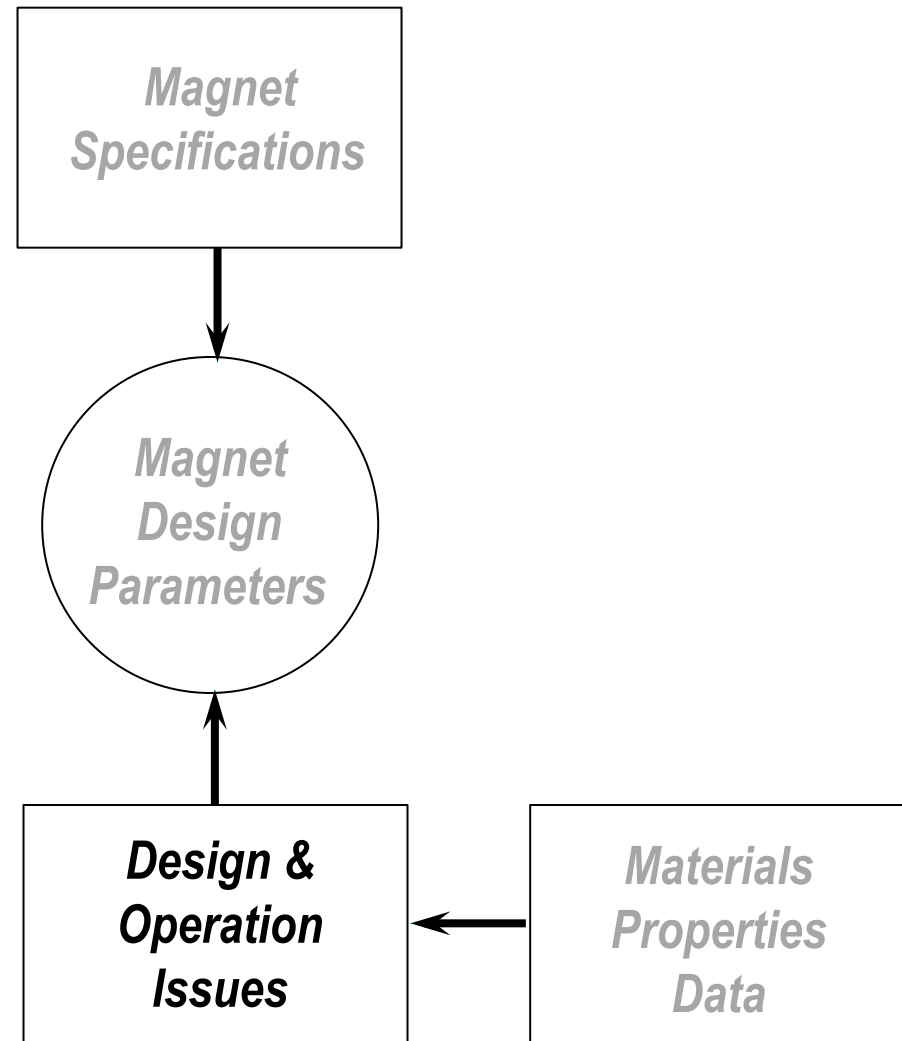 Magnet
Specifications
Magnet
Design
Parameters
Design &
Operation
Issues
Materials
Properties
Data